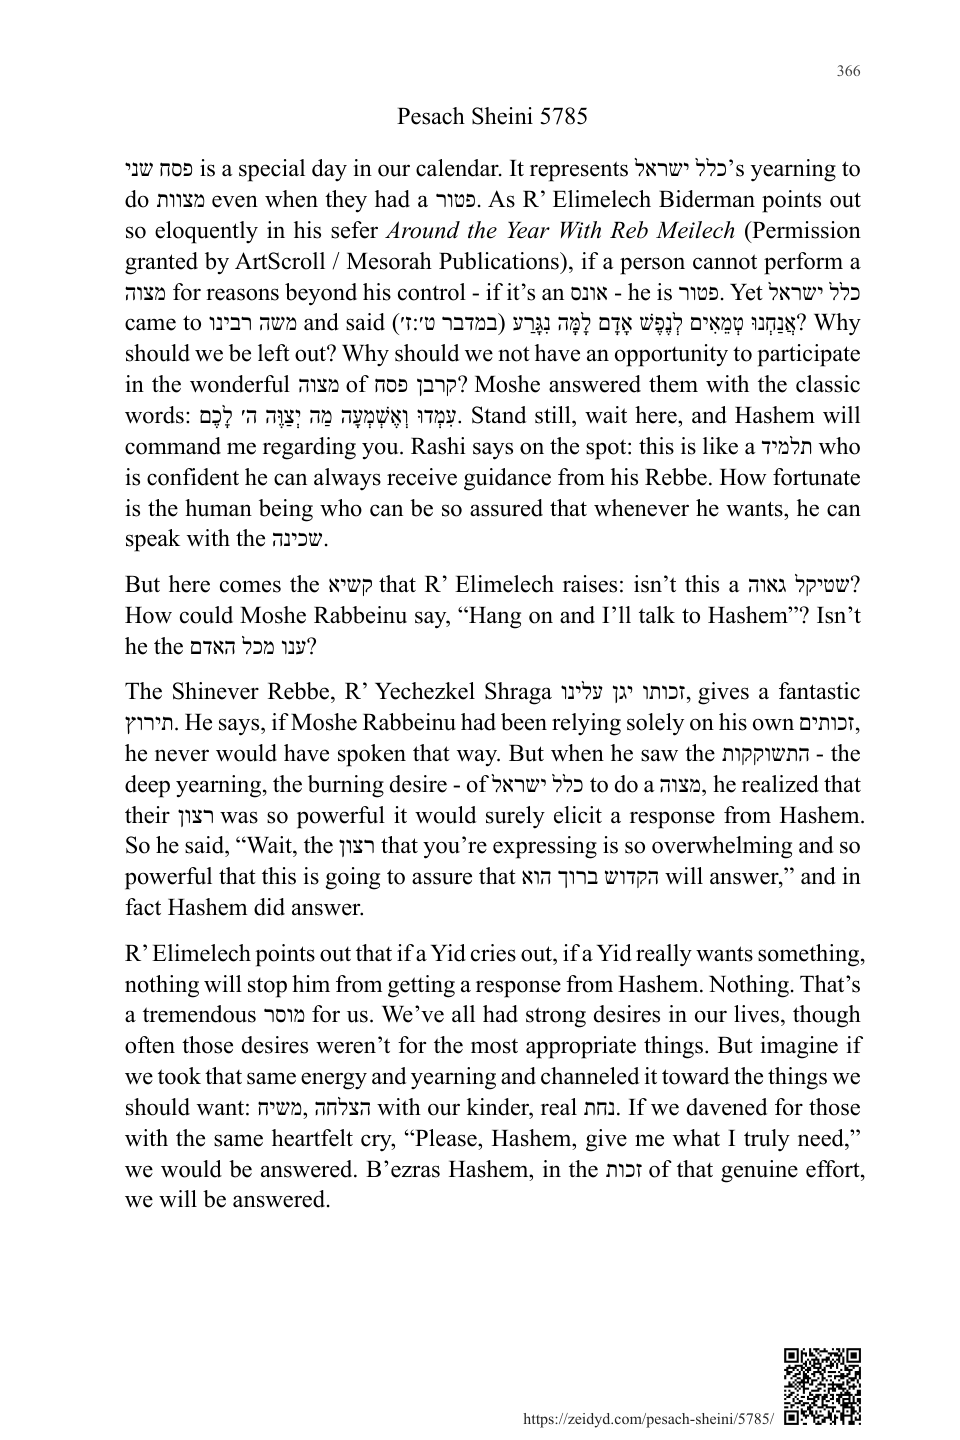 366
Pesach Sheini 5785
פסח שני is a special day in our calendar. It represents כלל ישראל’s yearning to
do מצוות even when they had a פטור. As R’ Elimelech Biderman points out
so eloquently in his sefer Around the Year With Reb Meilech (Permission
granted by ArtScroll / Mesorah Publications), if a person cannot perform a
מצוה for reasons beyond his control - if it’s an אונס - he is פטור. Yet כלל ישראל
came to משה רבינו and said אֲנַחְנוּ טְמֵאִים לְנֶפֶשׁ אָדָם לָמָּה נִגָּרַע (במדבר ט׳:ז׳)? Why
should we be left out? Why should we not have an opportunity to participate
in the wonderful מצוה of קרבן פסח? Moshe answered them with the classic
words: עִמְדוּ וְאֶשְׁמְעָה מַה יְצַוֶּה ה׳ לָכֶם. Stand still, wait here, and Hashem will
command me regarding you. Rashi says on the spot: this is like a תלמיד who
is confident he can always receive guidance from his Rebbe. How fortunate
is the human being who can be so assured that whenever he wants, he can
speak with the שכינה.
But here comes the קשיא that R’ Elimelech raises: isn’t this a שטיקל גאוה?
How could Moshe Rabbeinu say, “Hang on and I’ll talk to Hashem”? Isn’t
he the ענו מכל האדם?
The Shinever Rebbe, R’ Yechezkel Shraga זכותו יגן עלינו, gives a fantastic
תירוץ. He says, if Moshe Rabbeinu had been relying solely on his own זכותים,
he never would have spoken that way. But when he saw the התשוקקות - the
deep yearning, the burning desire - of כלל ישראל to do a מצוה, he realized that
their רצון was so powerful it would surely elicit a response from Hashem.
So he said, “Wait, the רצון that you’re expressing is so overwhelming and so
powerful that this is going to assure that הקדוש ברוך הוא will answer,” and in
fact Hashem did answer.
R’ Elimelech points out that if a Yid cries out, if a Yid really wants something,
nothing will stop him from getting a response from Hashem. Nothing. That’s
a tremendous מוסר for us. We’ve all had strong desires in our lives, though
often those desires weren’t for the most appropriate things. But imagine if
we took that same energy and yearning and channeled it toward the things we
should want: משיח, הצלחה with our kinder, real נחת. If we davened for those
with the same heartfelt cry, “Please, Hashem, give me what I truly need,”
we would be answered. B’ezras Hashem, in the זכות of that genuine effort,
we will be answered.
https://zeidyd.com/pesach-sheini/5785/